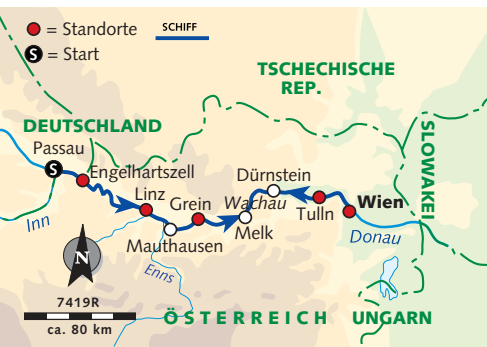 = Standorte
SCHIFF
S = Start
TSCHECHISCHE
REP.
DEUTSCHLAND
SLOWAKEI
Passau
S
Engelhartszell
Dürnstein
Linz
Grein
Wachau
Tulln
Wien
Inn
Melk
Mauthausen
Donau
N
Enns
7419R
ca. 80 km
ÖSTERREICH
UNGARN